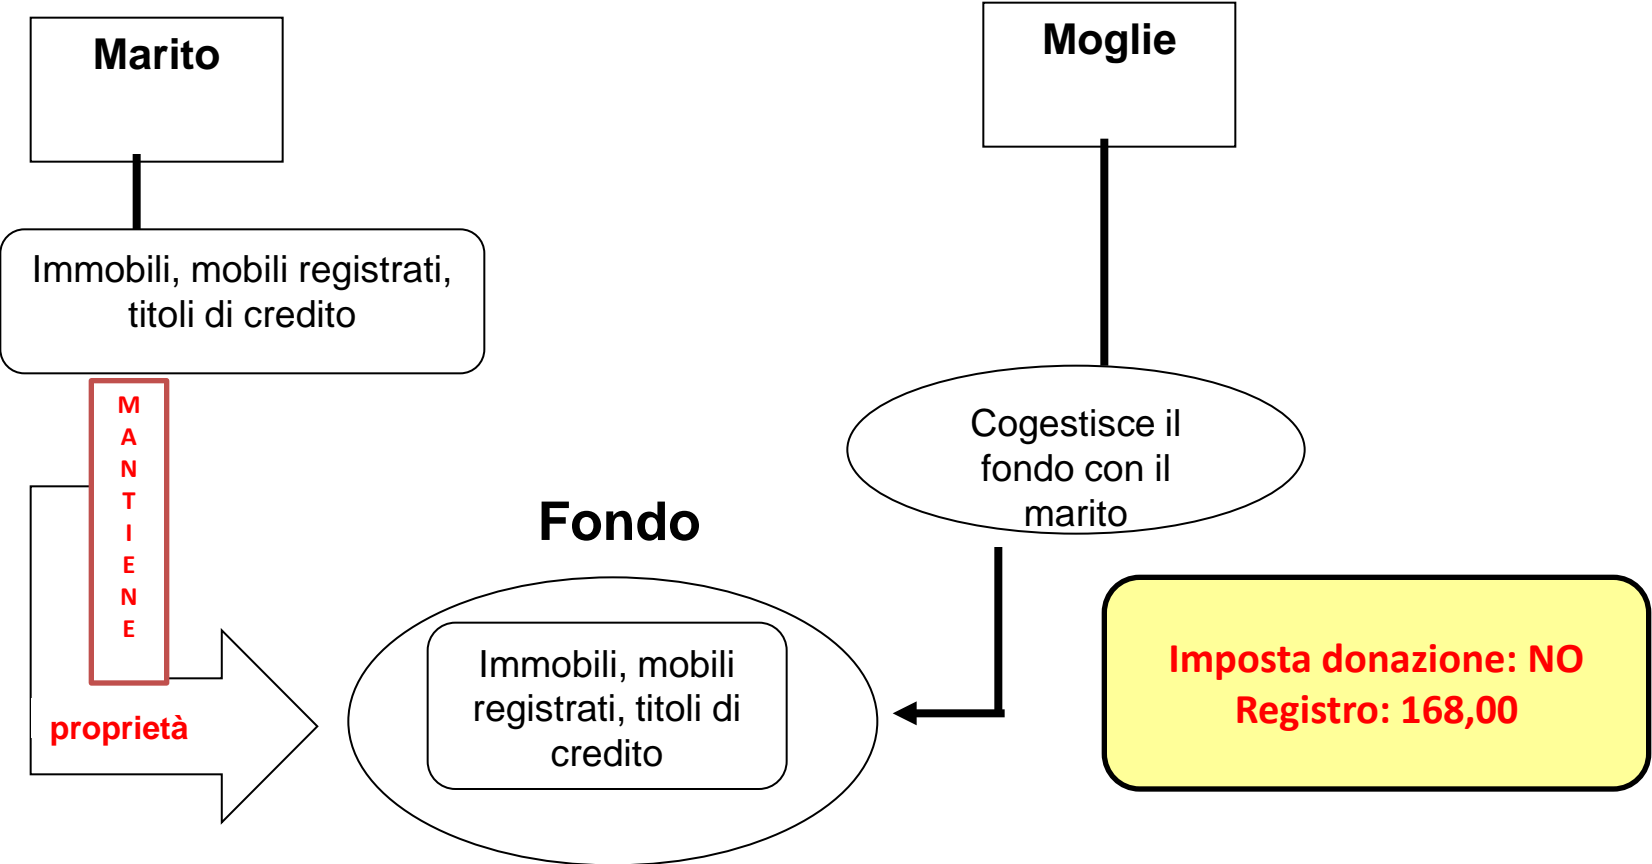 Marito
Moglie
Immobili, mobili registrati,
titoli di credito
M
A
N
T
I
E
N
E
proprietà
Cogestisce il
fondo con il
marito
Fondo
Immobili, mobili
registrati, titoli di
credito
Imposta donazione: NO
Registro: 168,00